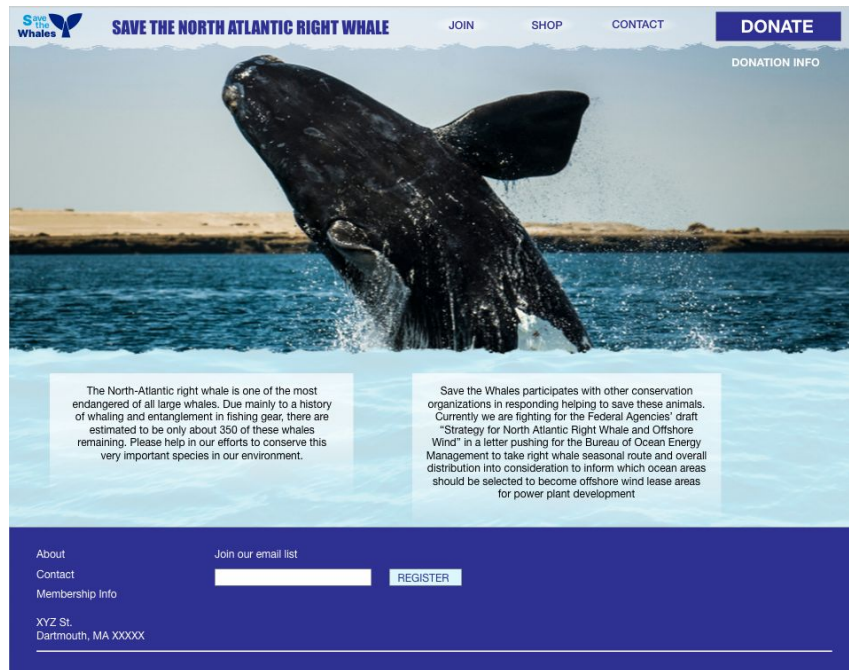 Save
the
Whales
SAVE THE NORTH ATLANTIC RIGHT WHALE
JOIN
SHOP
CONTACT
DONATE
DONATION INFO
The North-Atlantic right whale is one of the most
endangered of all large whales. Due mainly to a history
of whaling and entanglement in fishing gear, there are
estimated to be only about 350 of these whales
remaining. Please help in our efforts to conserve this
very important species in our environment.
Save the Whales participates with other conservation
organizations in responding helping to save these animals.
Currently we are fighting for the Federal Agencies’ draft
“Strategy for North Atlantic Right Whale and Offshore
Wind” in a letter pushing for the Bureau of Ocean Energy
Management to take right whale seasonal route and overall
distribution into consideration to inform which ocean areas
should be selected to become offshore wind lease areas
for power plant development
About
Contact
Membership Info
XYZ St.
Dartmouth, MA XXXXX
Join our email list
REGISTER